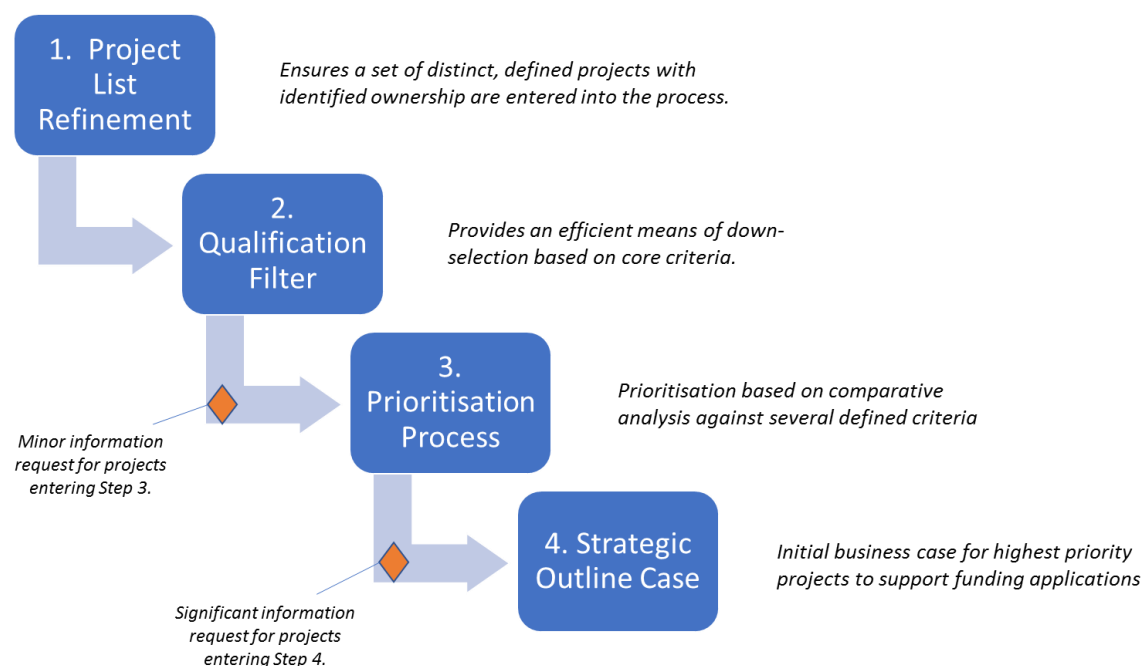 1. Project
List
Refinement
Ensures a set of distinct, defined projects with
identified ownership are entered into the process.
2.
Qualification
Filter
Provides an efficient means of down-
selection based on core criteria.
3.
Prioritisation
Process
Prioritisation based on comparative
analysis against several defined criteria
Minor information
request for projects
entering Step 3.
4. Strategic
Outline Case
Initial business case for highest priority
projects to support funding applications
Significant information
request for projects
entering Step 4.